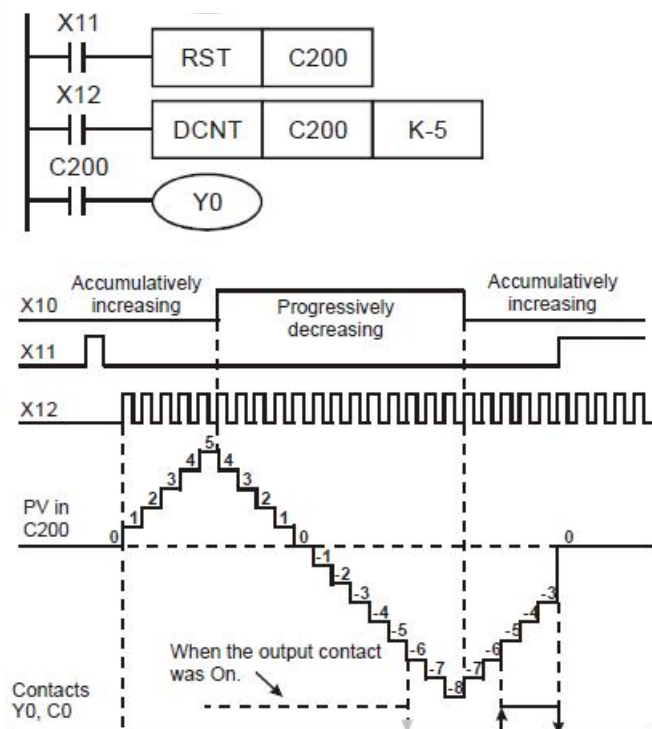 X11
RST C200
X12
DCNT C200 K-5
C200
Y0
Accumulatively
increasing
Progressively
decreasing
Accumulatively
increasing
X10
X11
X12
PV in
C200
0
1
2
3
4
5
4
3
2
1
0
-1
-2
-3
-4
-5
-6
-7
-8
-7
-6
-5
-4
-3
0
When the output contact
was On.
Contacts
Y0, C0